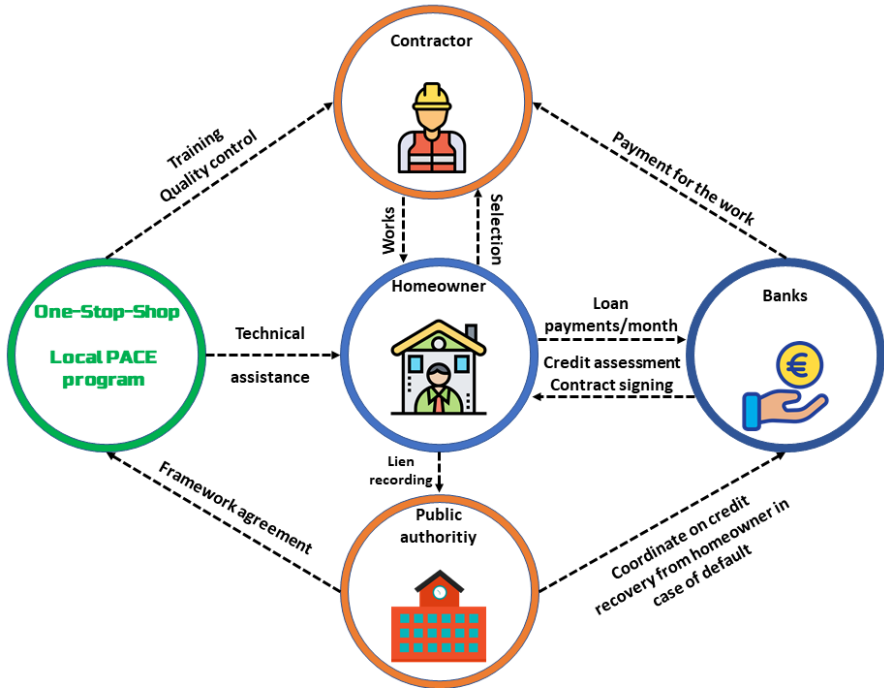 Contractor
Training
Quality control
Payment for the work
Works
Selection
One-Stop-Shop
Local PACE
program
Technical
assistance
Homeowner
Loan
payments/month
Credit assessment
Contract signing
Banks
€
Lien
recording
Framework agreement
Public
authoritiy
Coordinate on credit
recovery from homeowner in
case of default